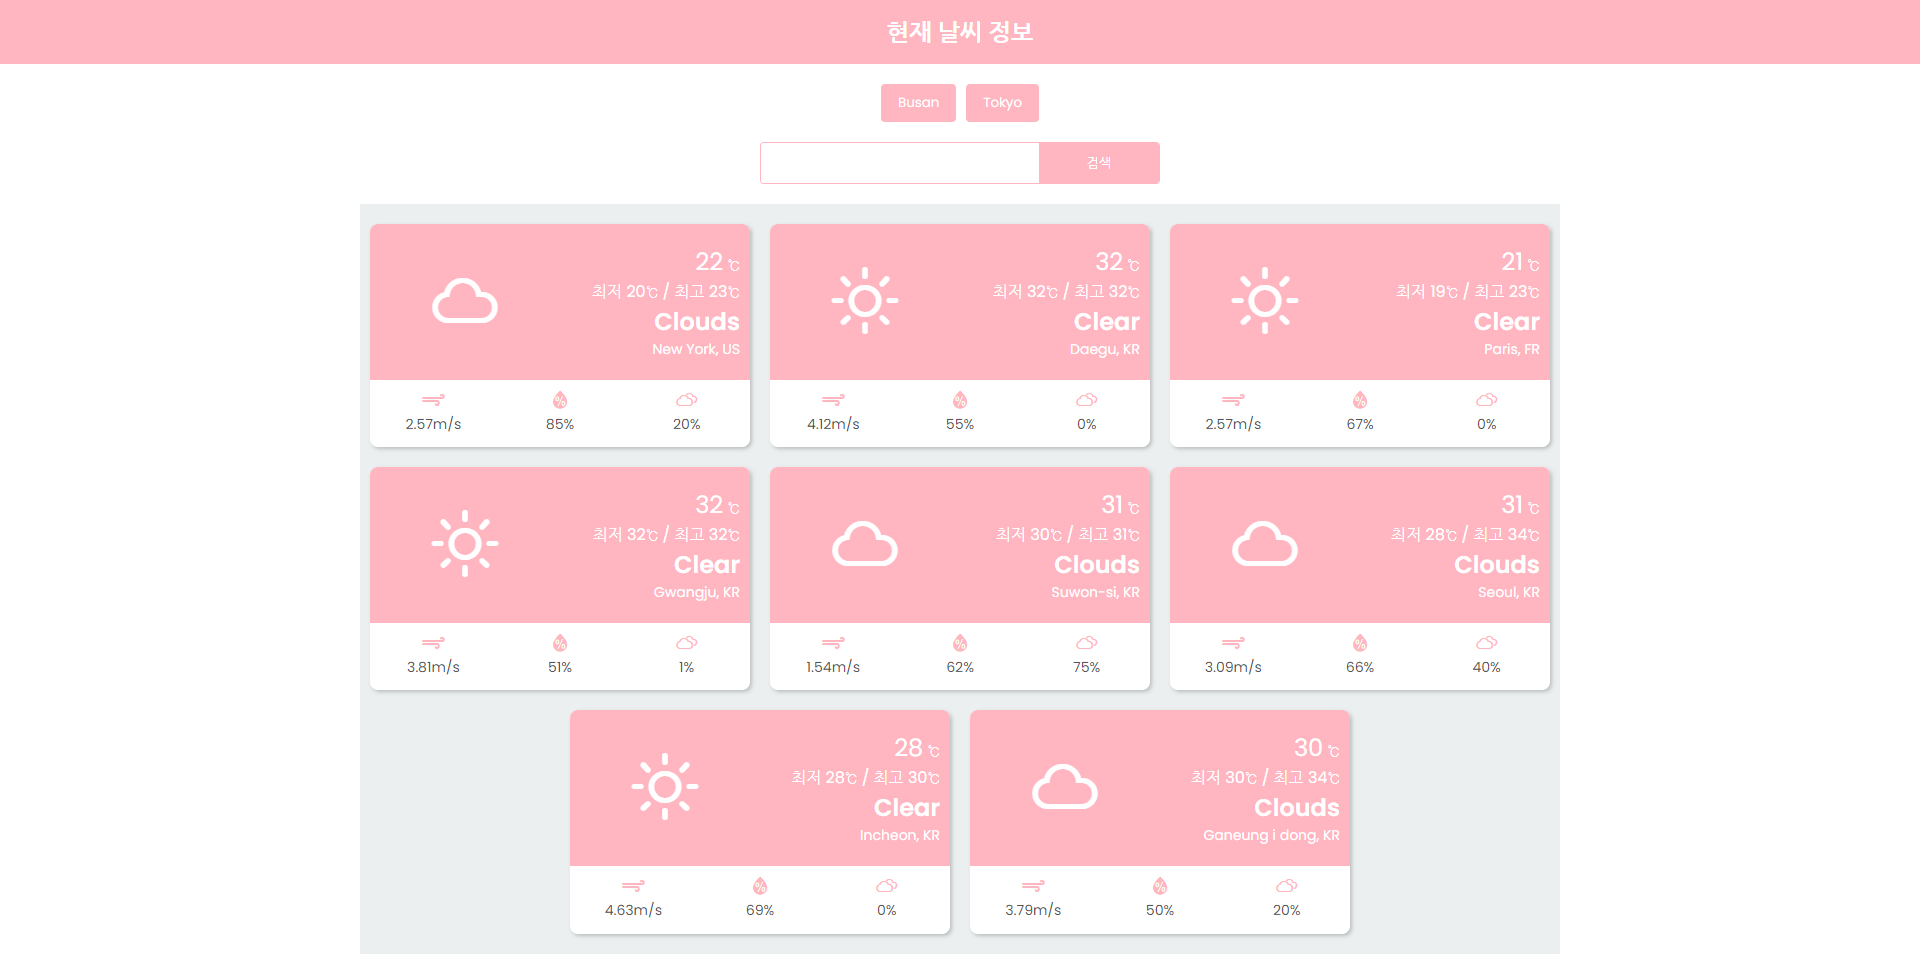 현재 날씨 정보
Busan
Tokyo
검색
22 ℃
최저 20℃ / 최고 23℃
Clouds
New York, US
2.57m/s
85%
20%
32 ℃
최저 32℃ / 최고 32℃
Clear
Daegu, KR
4.12m/s
55%
0%
21 ℃
최저 19℃ / 최고 23℃
Clear
Paris, FR
2.57m/s
67%
0%
32 ℃
최저 32℃ / 최고 32℃
Clear
Gwangju, KR
3.81m/s
51%
1%
31 ℃
최저 30℃ / 최고 31℃
Clouds
Suwon-si, KR
1.54m/s
62%
75%
31 ℃
최저 28℃ / 최고 34℃
Clouds
Seoul, KR
3.09m/s
66%
40%
28 ℃
최저 28℃ / 최고 30℃
Clear
Incheon, KR
4.63m/s
69%
0%
30 ℃
최저 30℃ / 최고 34℃
Clouds
Ganeung i dong, KR
3.79m/s
50%
20%